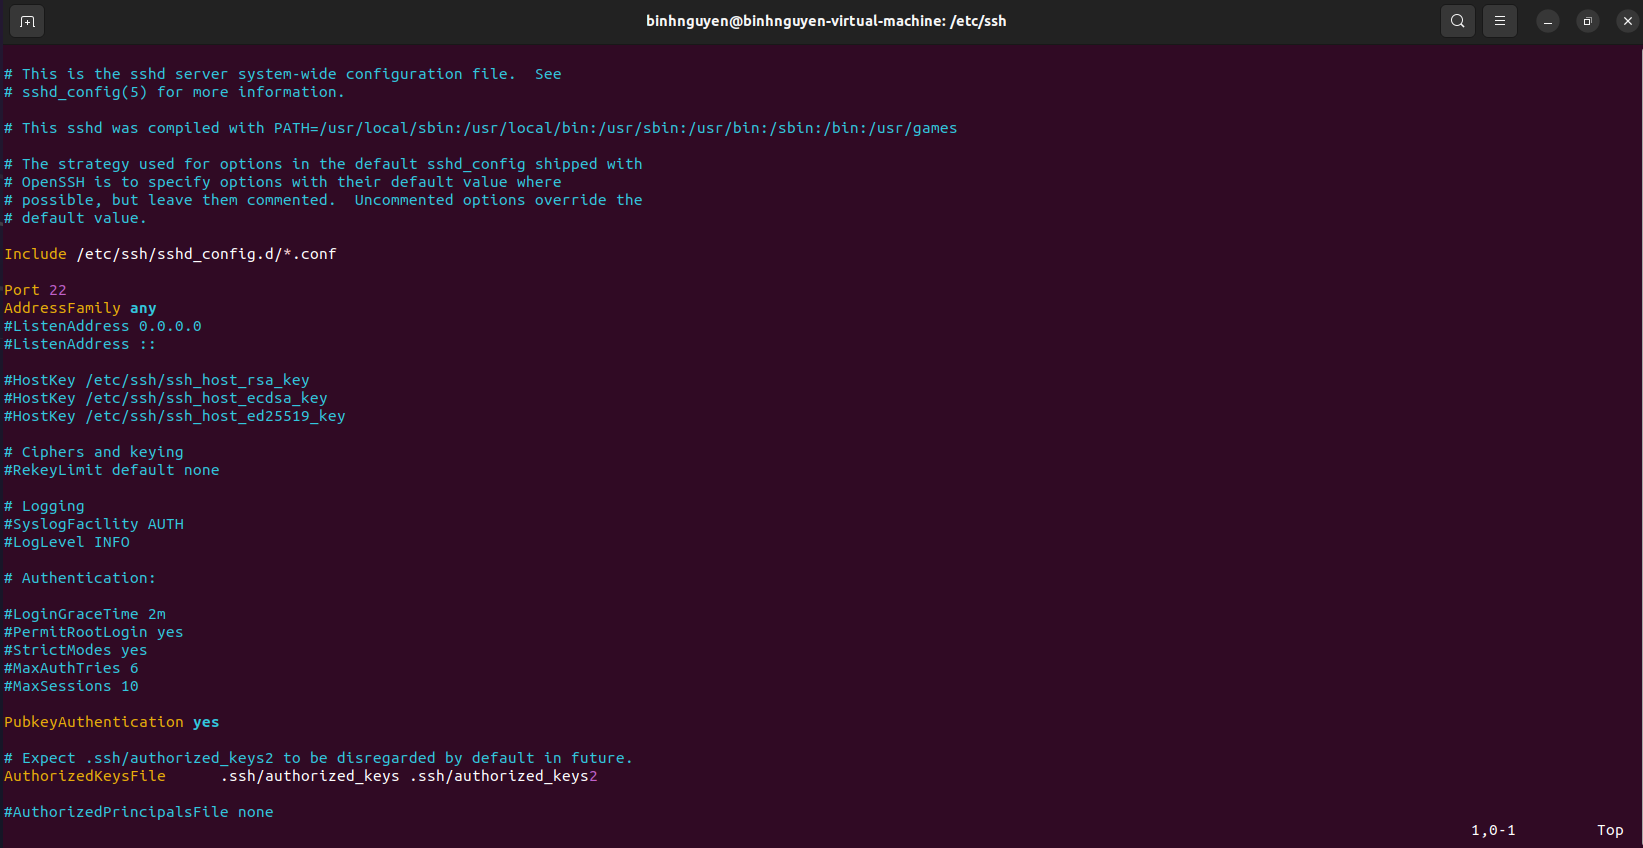 binhnguyen@binhnguyen-virtual-machine: /etc/ssh
# This is the sshd server system-wide configuration file.  See
# sshd_config(5) for more information.
# This sshd was compiled with PATH=/usr/local/sbin:/usr/local/bin:/usr/sbin:/usr/bin:/sbin:/bin:/usr/games
# The strategy used for options in the default sshd_config shipped with
# OpenSSH is to specify options with their default value where
# possible, but leave them commented.  Uncommented options override the
# default value.
Include /etc/ssh/sshd_config.d/*.conf
Port 22
AddressFamily any
#ListenAddress 0.0.0.0
#ListenAddress ::
#HostKey /etc/ssh/ssh_host_rsa_key
#HostKey /etc/ssh/ssh_host_ecdsa_key
#HostKey /etc/ssh/ssh_host_ed25519_key
# Ciphers and keying
#RekeyLimit default none
# Logging
#SyslogFacility AUTH
#LogLevel INFO
# Authentication:
#LoginGraceTime 2m
#PermitRootLogin yes
#StrictModes yes
#MaxAuthTries 6
#MaxSessions 10
PubkeyAuthentication yes
# Expect .ssh/authorized_keys2 to be disregarded by default in future.
AuthorizedKeysFile      .ssh/authorized_keys .ssh/authorized_keys2
#AuthorizedPrincipalsFile none
1,0-1         Top